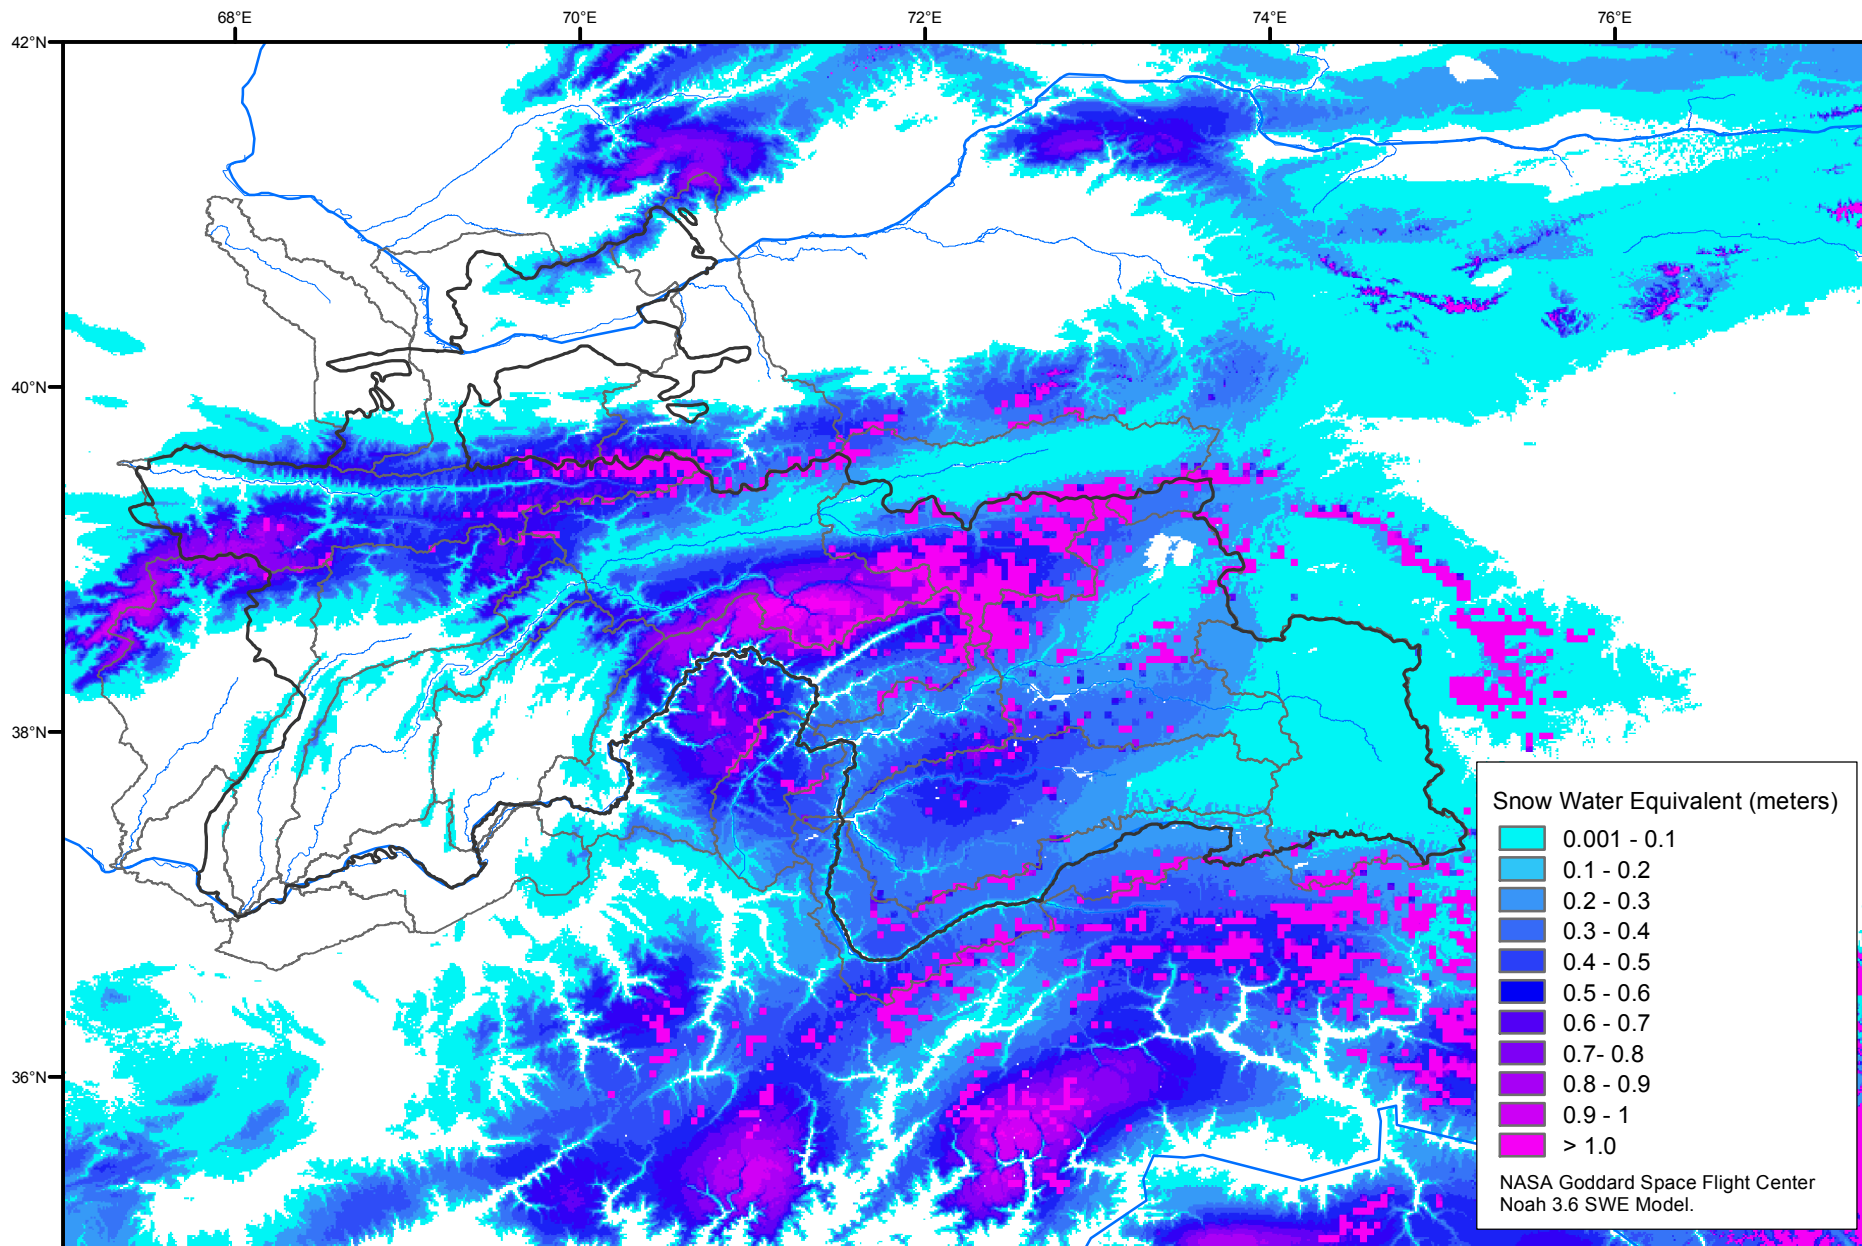 68°E
70°E
72°E
74°E
76°E
42°N
40°N
38°N
36°N
Snow Water Equivalent (meters)
0.001 - 0.1
0.1 - 0.2
0.2 - 0.3
0.3 - 0.4
0.4 - 0.5
0.5 - 0.6
0.6 - 0.7
0.7- 0.8
0.8 - 0.9
0.9 - 1
> 1.0
NASA Goddard Space Flight Center
Noah 3.6 SWE Model.